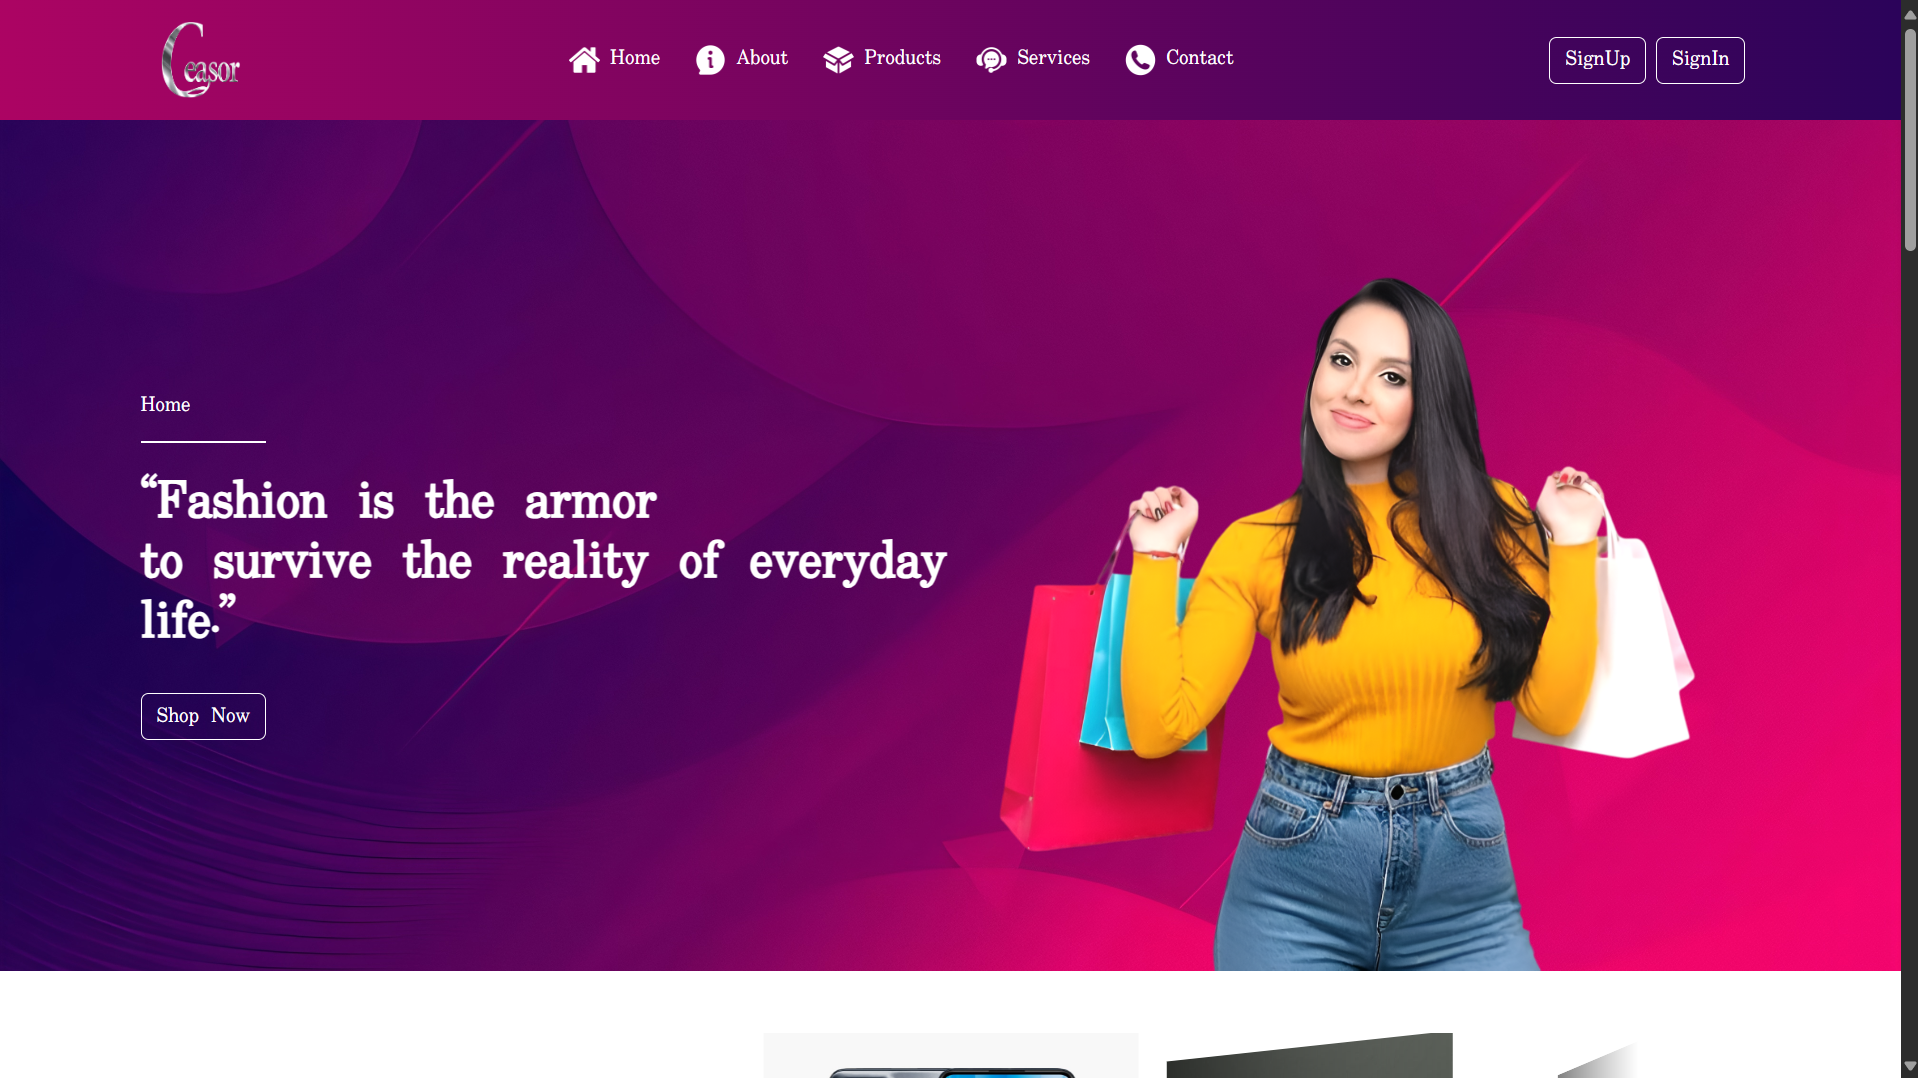 Ceasor
Home
About
Products
Services
Contact
SignUp
SignIn
Home
“Fashion is the armor
to survive the reality of everyday
life.”
Shop Now